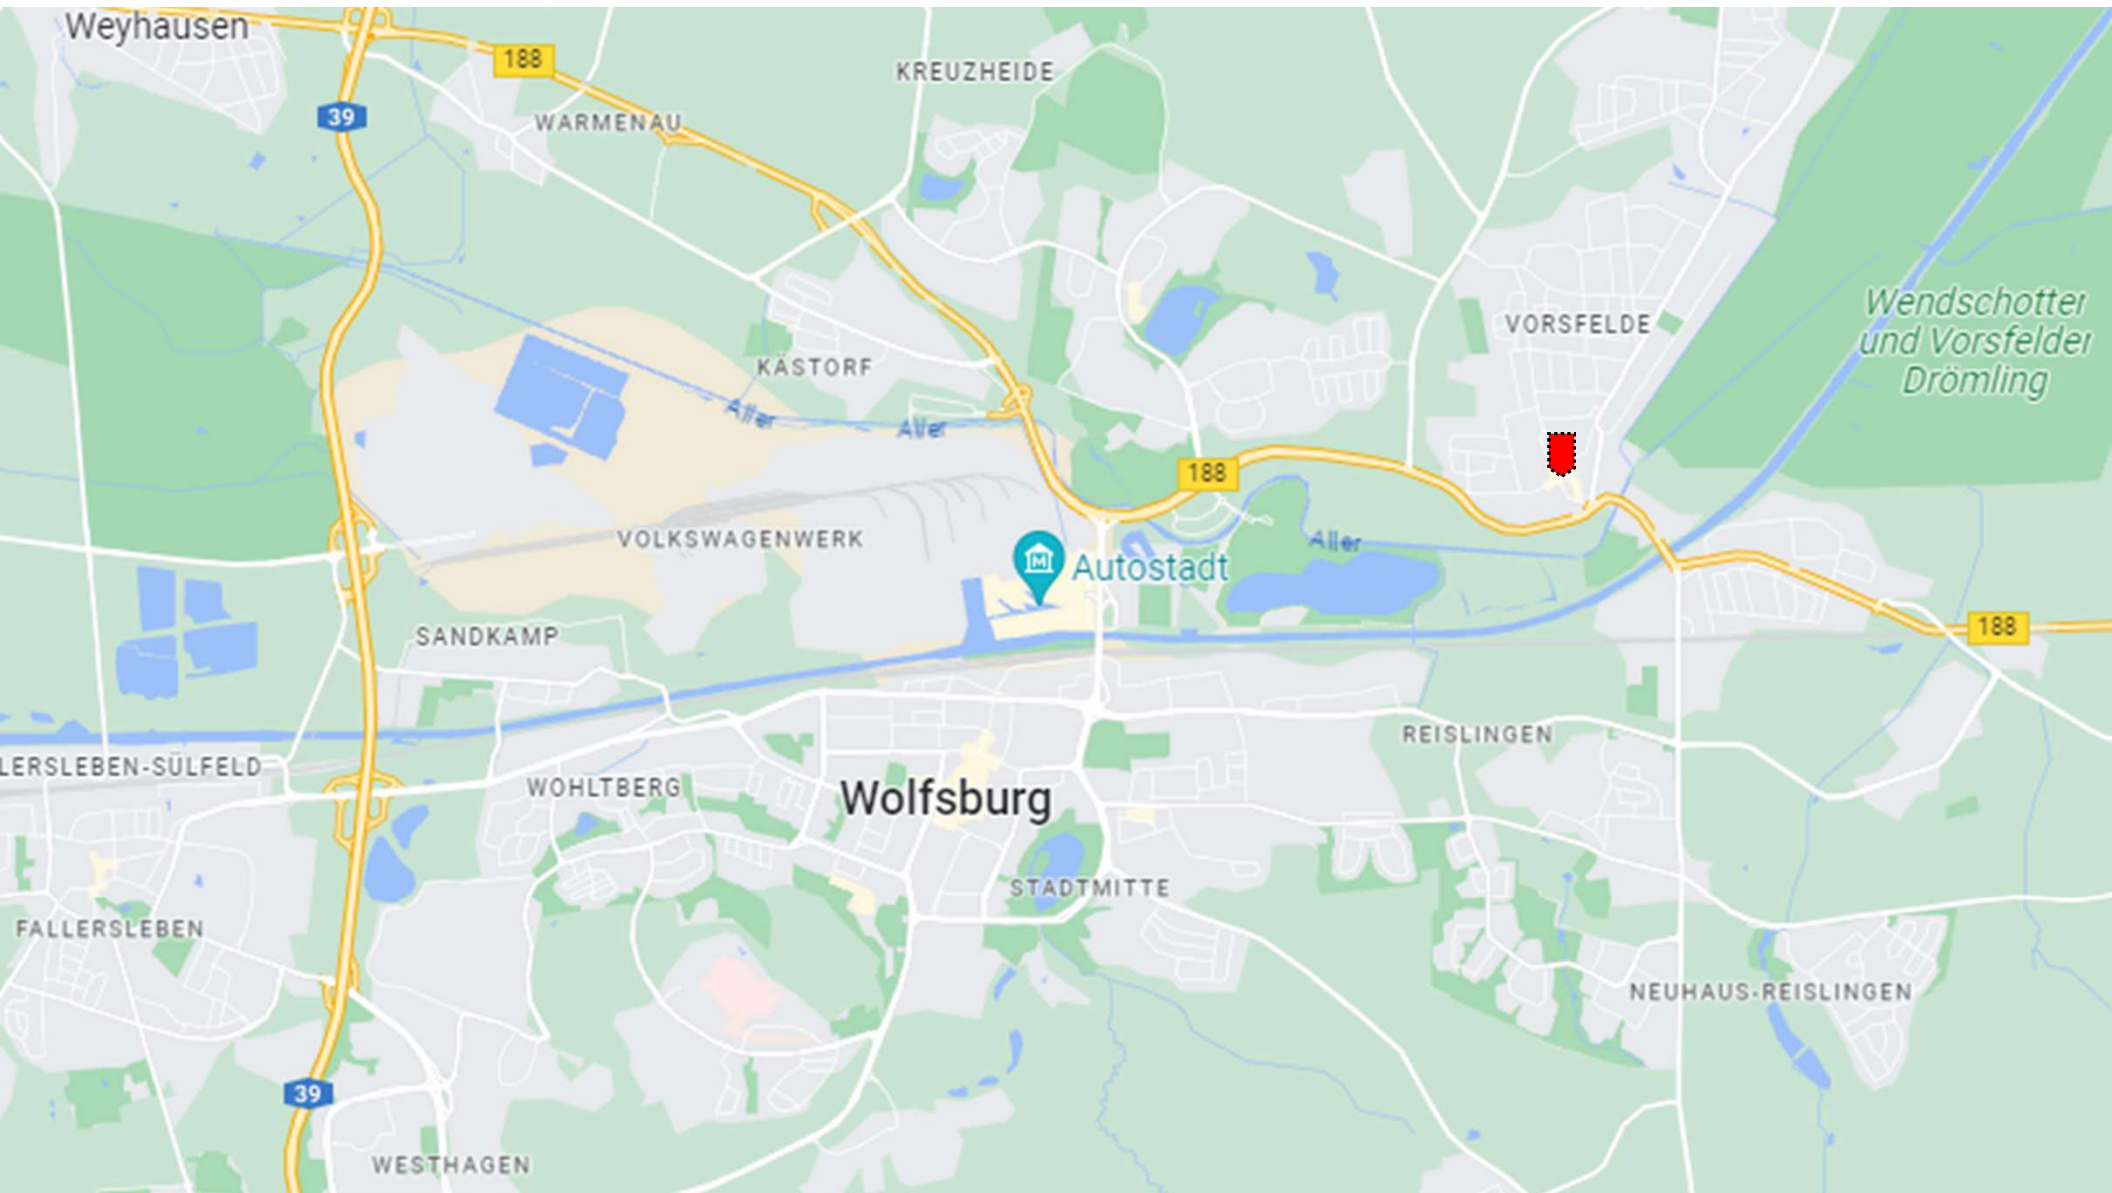 Weyhausen
188
KREUZHEIDE
39
WARMENAU
Wendschotter
und Vorsfelder
Drömling
VORSFELDE
KÄSTORF
Aller
Aller
188
VOLKSWAGENWERK
Aller
M
Autostadt
188
SANDKAMP
REISLINGEN
LERSLEBEN-SÜLFELD
WOHLTBERG
Wolfsburg
STADTMITTE
FALLERSLEBEN
NEUHAUS-REISLINGEN
39
WESTHAGEN